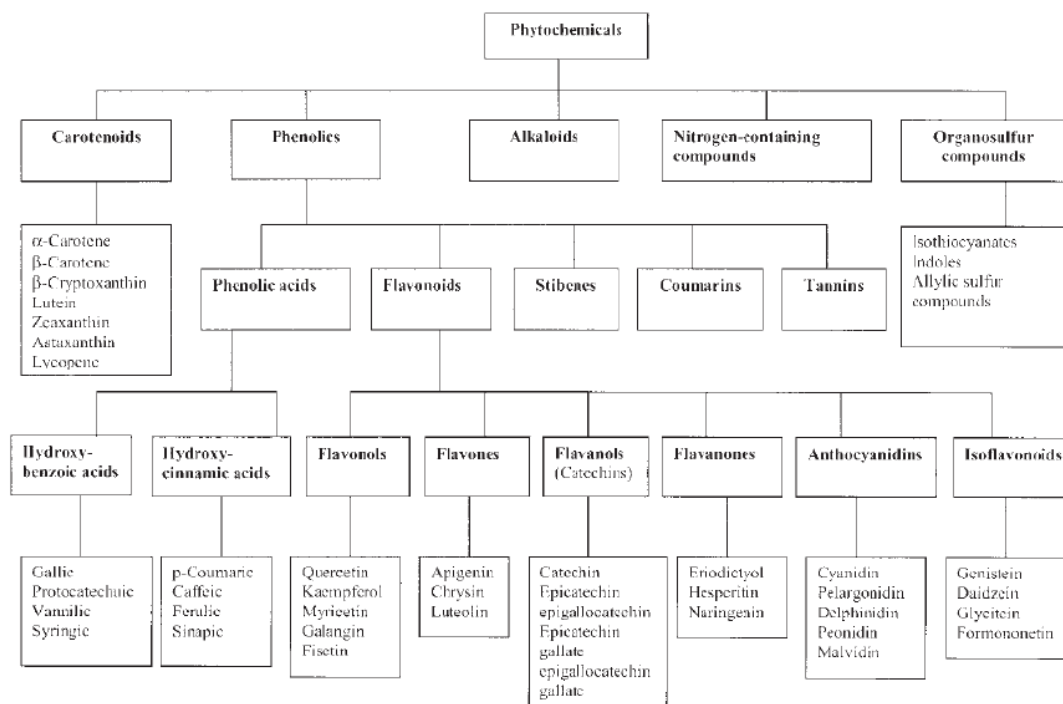 Phytochemicals
Carotenoids
Phenolics
Alkaloids
Nitrogen-containing
compounds
Organosulfur
compounds
α-Carotene
β-Carotene
β-Cryptoxanthin
Lutein
Zeaxanthin
Astaxanthin
Lycopene
Isothiocyanates
Indoles
Allylic sulfur
compounds
Phenolic acids
Flavonoids
Stibenes
Coumarins
Tannins
Hydroxy-
benzoic acids
Hydroxy-
cinnamic acids
Flavonols
Flavones
Flavanols
(Catechins)
Flavanones
Anthocyanidins
Isoflavonoids
Gallic
Protocatechuic
Vannilic
Syringic
p-Coumaric
Caffeic
Ferulic
Sinapic
Quercetin
Kaempferol
Myricetin
Galangin
Fisetin
Apigenin
Chrysin
Luteolin
Catechin
Epicatechin
epigallocatechin
Epicatechin
gallate
epigallocatechin
gallate
Eriodictyol
Hesperitin
Naringenin
Cyanidin
Pelargonidin
Delphinidin
Peonidin
Malvidin
Genistein
Daidzein
Glycitein
Formononetin